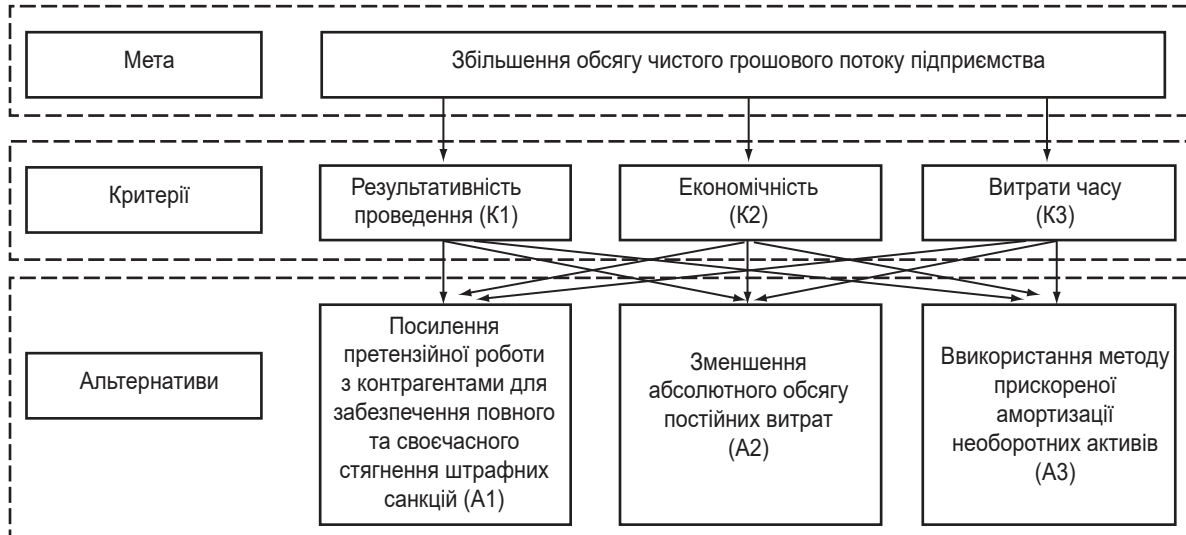 Мета
Збільшення обсягу чистого грошового потоку підприємства
Критерії
Результативність
проведення (К1)
Економічність
(К2)
Витрати часу
(К3)
Альтернативи
Посилення
претензійної роботи
з контрагентами для
забезпечення повного
та своєчасного
стягнення штрафних
санкцій (А1)
Зменшення
абсолютного обсягу
постійних витрат
(А2)
Ввикористання методу
прискореної
амортизації
необоротних активів
(А3)